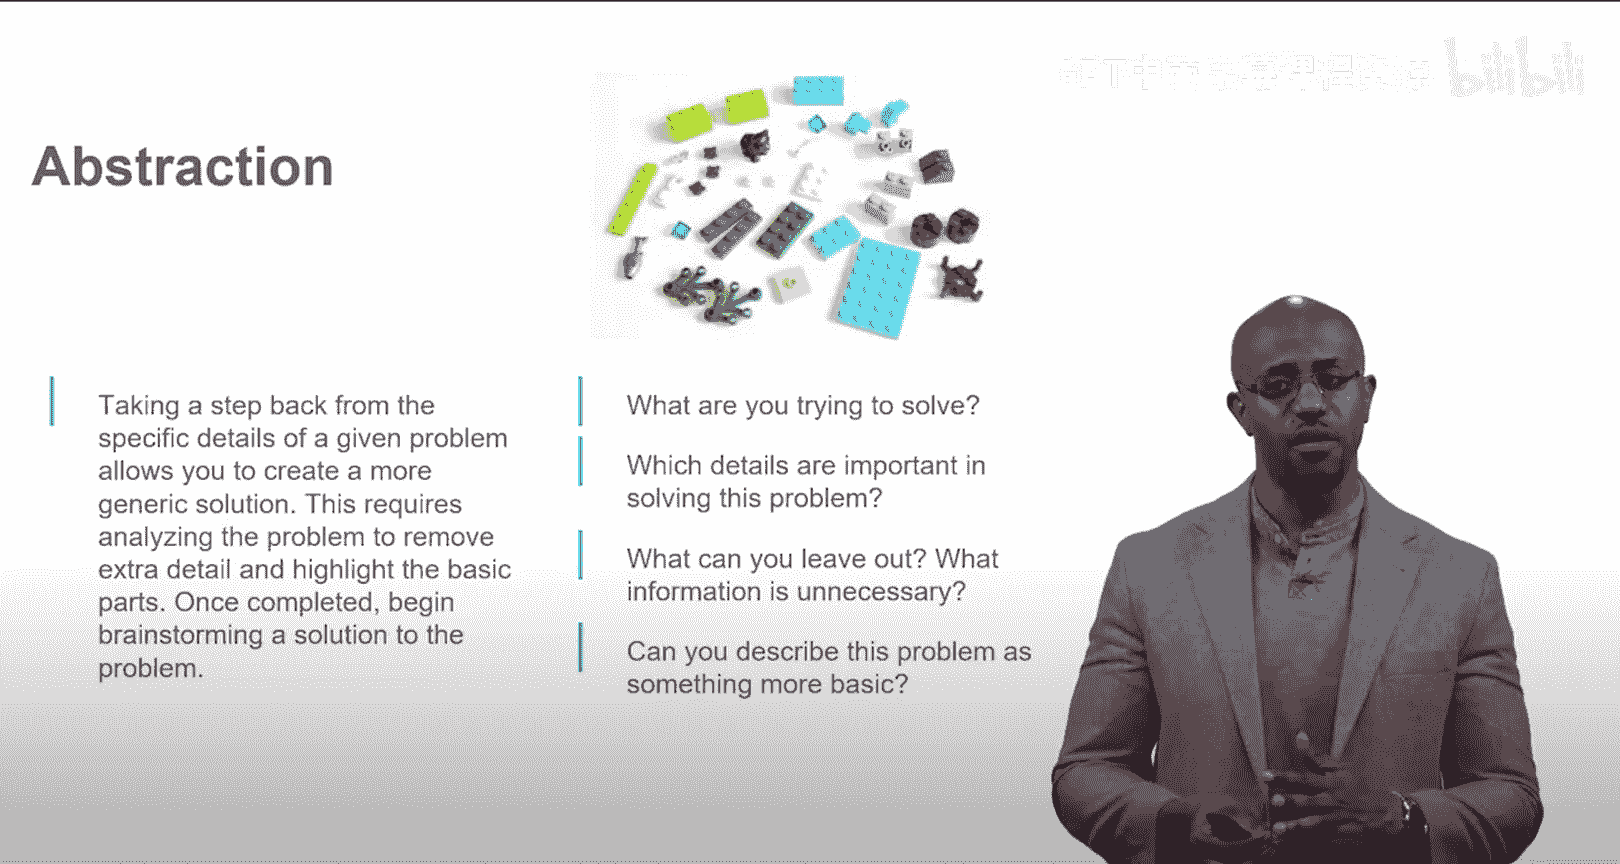 bilibili
Abstraction
Taking a step back from the
specific details of a given problem
allows you to create a more
generic solution. This requires
analyzing the problem to remove
extra detail and highlight the basic
parts. Once completed, begin
brainstorming a solution to the
problem.
What are you trying to solve?
Which details are important in
solving this problem?
What can you leave out? What
information is unnecessary?
Can you describe this problem as
something more basic?